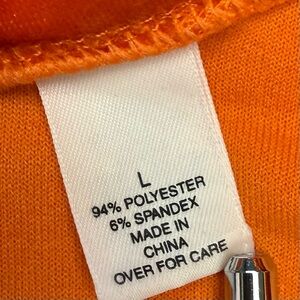 L
94% POLYESTER
6% SPANDEX
MADE IN
CHINA
OVER FOR CARE